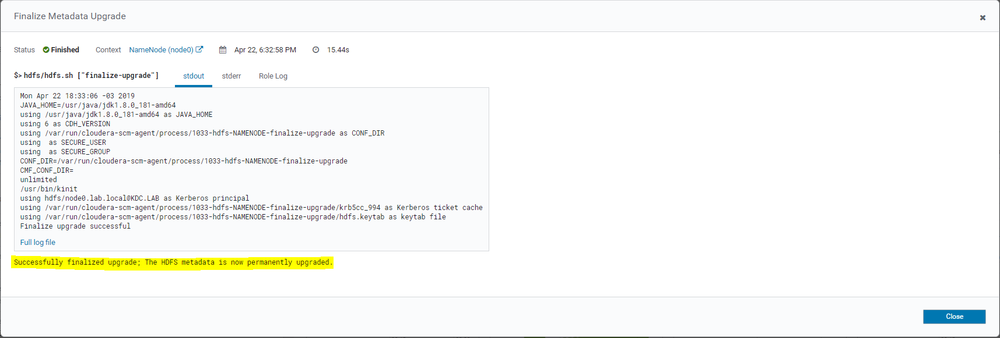 Finalize Metadata Upgrade
Status Finished Context NameNode (node0) Apr 22, 6:32:58 PM 15.44s
$> hdfs/hdfs.sh ["finalize-upgrade"] stdout stderr Role Log
Mon Apr 22 18:33:06 -03 2019
JAVA_HOME=/usr/java/jdk1.8.0_181-amd64
using /usr/java/jdk1.8.0_181-amd64 as JAVA_HOME
using 6 as CDH_VERSION
using /var/run/cloudera-scm-agent/process/1033-hdfs-NAMENODE-finalize-upgrade as CONF_DIR
using  as SECURE_USER
using  as SECURE_GROUP
CONF_DIR=/var/run/cloudera-scm-agent/process/1033-hdfs-NAMENODE-finalize-upgrade
CMF_CONF_DIR=
unlimited
/usr/bin/kinit
using hdfs/node0.lab.local@KDC.LAB as Kerberos principal
using /var/run/cloudera-scm-agent/process/1033-hdfs-NAMENODE-finalize-upgrade/krb5cc_994 as Kerberos ticket cache
using /var/run/cloudera-scm-agent/process/1033-hdfs-NAMENODE-finalize-upgrade/hdfs.keytab as keytab file
Finalize upgrade successful
Full log file
Successfully finalized upgrade; The HDFS metadata is now permanently upgraded.
Close